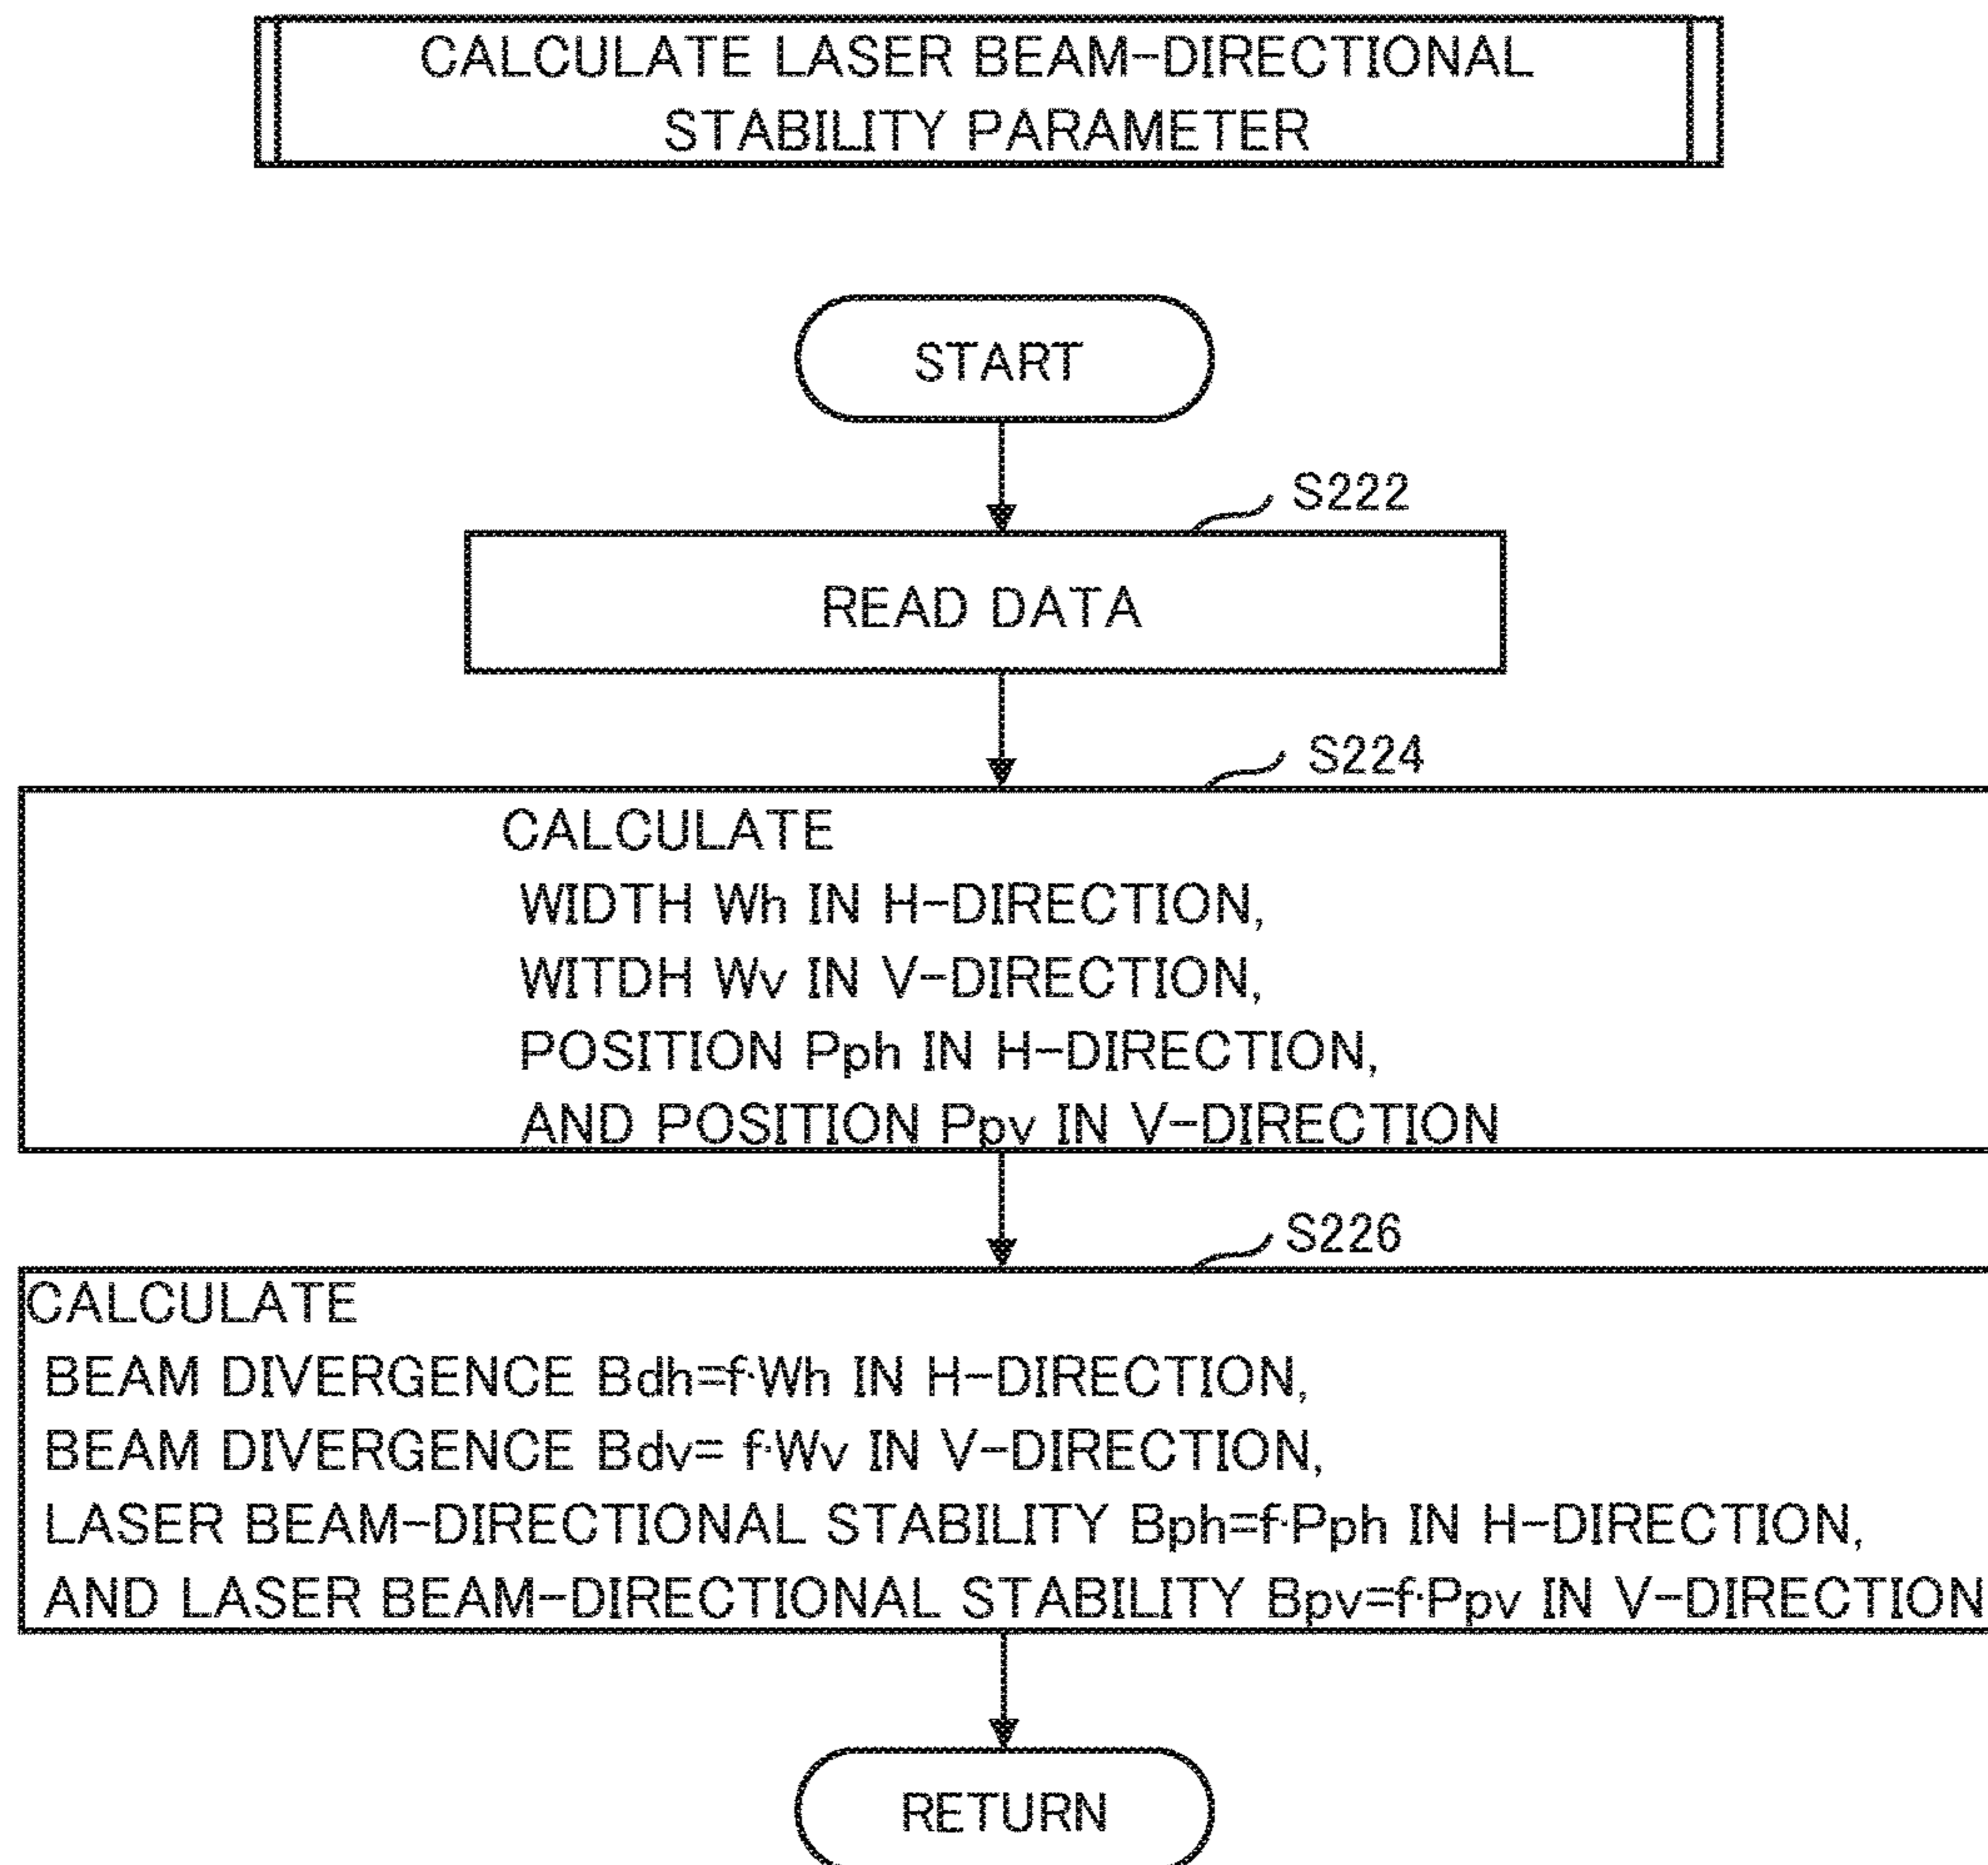 CALCULATE LASER BEAM-DIRECTIONAL
STABILITY PARAMETER
START
S222
READ DATA
S224
CALCULATE
WIDTH Wh IN H-DIRECTION,
WITDH Wv IN V-DIRECTION,
POSITION Pph IN H-DIRECTION,
AND POSITION Ppv IN V-DIRECTION
S226
CALCULATE
BEAM DIVERGENCE Bdh=f·Wh IN H-DIRECTION,
BEAM DIVERGENCE Bdv= f·Wv IN V-DIRECTION,
LASER BEAM-DIRECTIONAL STABILITY Bph=f·Pph IN H-DIRECTION,
AND LASER BEAM-DIRECTIONAL STABILITY Bpv=f·Ppv IN V-DIRECTION
RETURN